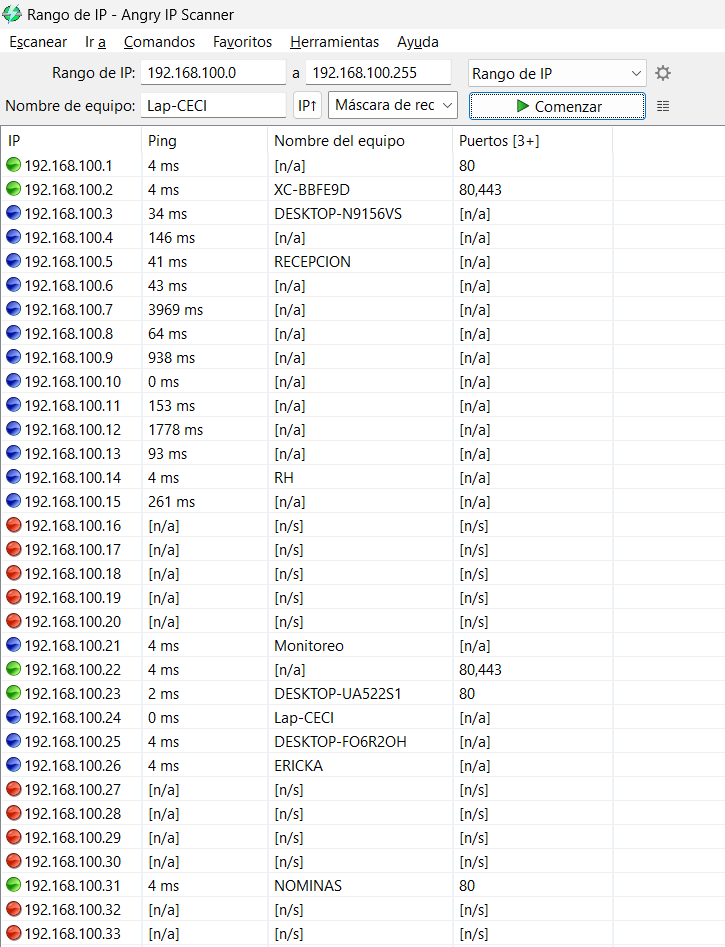 Rango de IP - Angry IP Scanner
Escanear Ir a Comandos Favoritos Herramientas Ayuda
Rango de IP: 192.168.100.0 a 192.168.100.255 Rango de IP
Nombre de equipo: Lap-CECI IP↑ Máscara de rec Comenzar
IP Ping Nombre del equipo Puertos [3+]
192.168.100.1 4 ms [n/a] 80
192.168.100.2 4 ms XC-BBFE9D 80,443
192.168.100.3 34 ms DESKTOP-N9156VS [n/a]
192.168.100.4 146 ms [n/a] [n/a]
192.168.100.5 41 ms RECEPCION [n/a]
192.168.100.6 43 ms [n/a] [n/a]
192.168.100.7 3969 ms [n/a] [n/a]
192.168.100.8 64 ms [n/a] [n/a]
192.168.100.9 938 ms [n/a] [n/a]
192.168.100.10 0 ms [n/a] [n/a]
192.168.100.11 153 ms [n/a] [n/a]
192.168.100.12 1778 ms [n/a] [n/a]
192.168.100.13 93 ms [n/a] [n/a]
192.168.100.14 4 ms RH [n/a]
192.168.100.15 261 ms [n/a] [n/a]
192.168.100.16 [n/a] [n/s] [n/s]
192.168.100.17 [n/a] [n/s] [n/s]
192.168.100.18 [n/a] [n/s] [n/s]
192.168.100.19 [n/a] [n/s] [n/s]
192.168.100.20 [n/a] [n/s] [n/s]
192.168.100.21 4 ms Monitoreo [n/a]
192.168.100.22 4 ms [n/a] 80,443
192.168.100.23 2 ms DESKTOP-UA522S1 80
192.168.100.24 0 ms Lap-CECI [n/a]
192.168.100.25 4 ms DESKTOP-FO6R2OH [n/a]
192.168.100.26 4 ms ERICKA [n/a]
192.168.100.27 [n/a] [n/s] [n/s]
192.168.100.28 [n/a] [n/s] [n/s]
192.168.100.29 [n/a] [n/s] [n/s]
192.168.100.30 [n/a] [n/s] [n/s]
192.168.100.31 4 ms NOMINAS 80
192.168.100.32 [n/a] [n/s] [n/s]
192.168.100.33 [n/a] [n/s] [n/s]